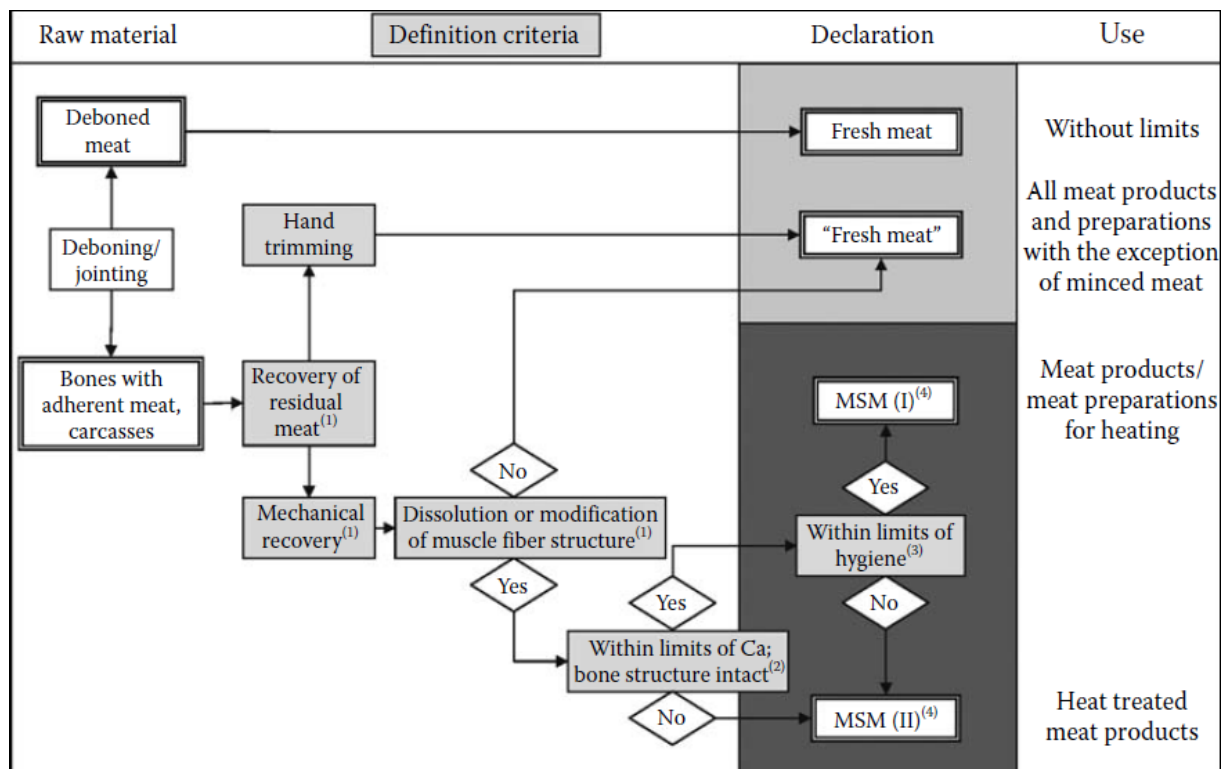 Raw material
Definition criteria
Declaration
Use
Deboned
meat
Fresh meat
Without limits
Hand
trimming
"Fresh meat"
All meat products
and preparations
with the exception
of minced meat
Deboning/
jointing
Bones with
adherent meat,
carcasses
Recovery of
residual
meat(1)
MSM (I)(4)
Meat products/
meat preparations
for heating
No
Yes
Mechanical
recovery(1)
Dissolution or modification
of muscle fiber structure(1)
Within limits of
hygiene(3)
Yes
Yes
No
Within limits of Ca;
bone structure intact(2)
No
MSM (II)(4)
Heat treated
meat products